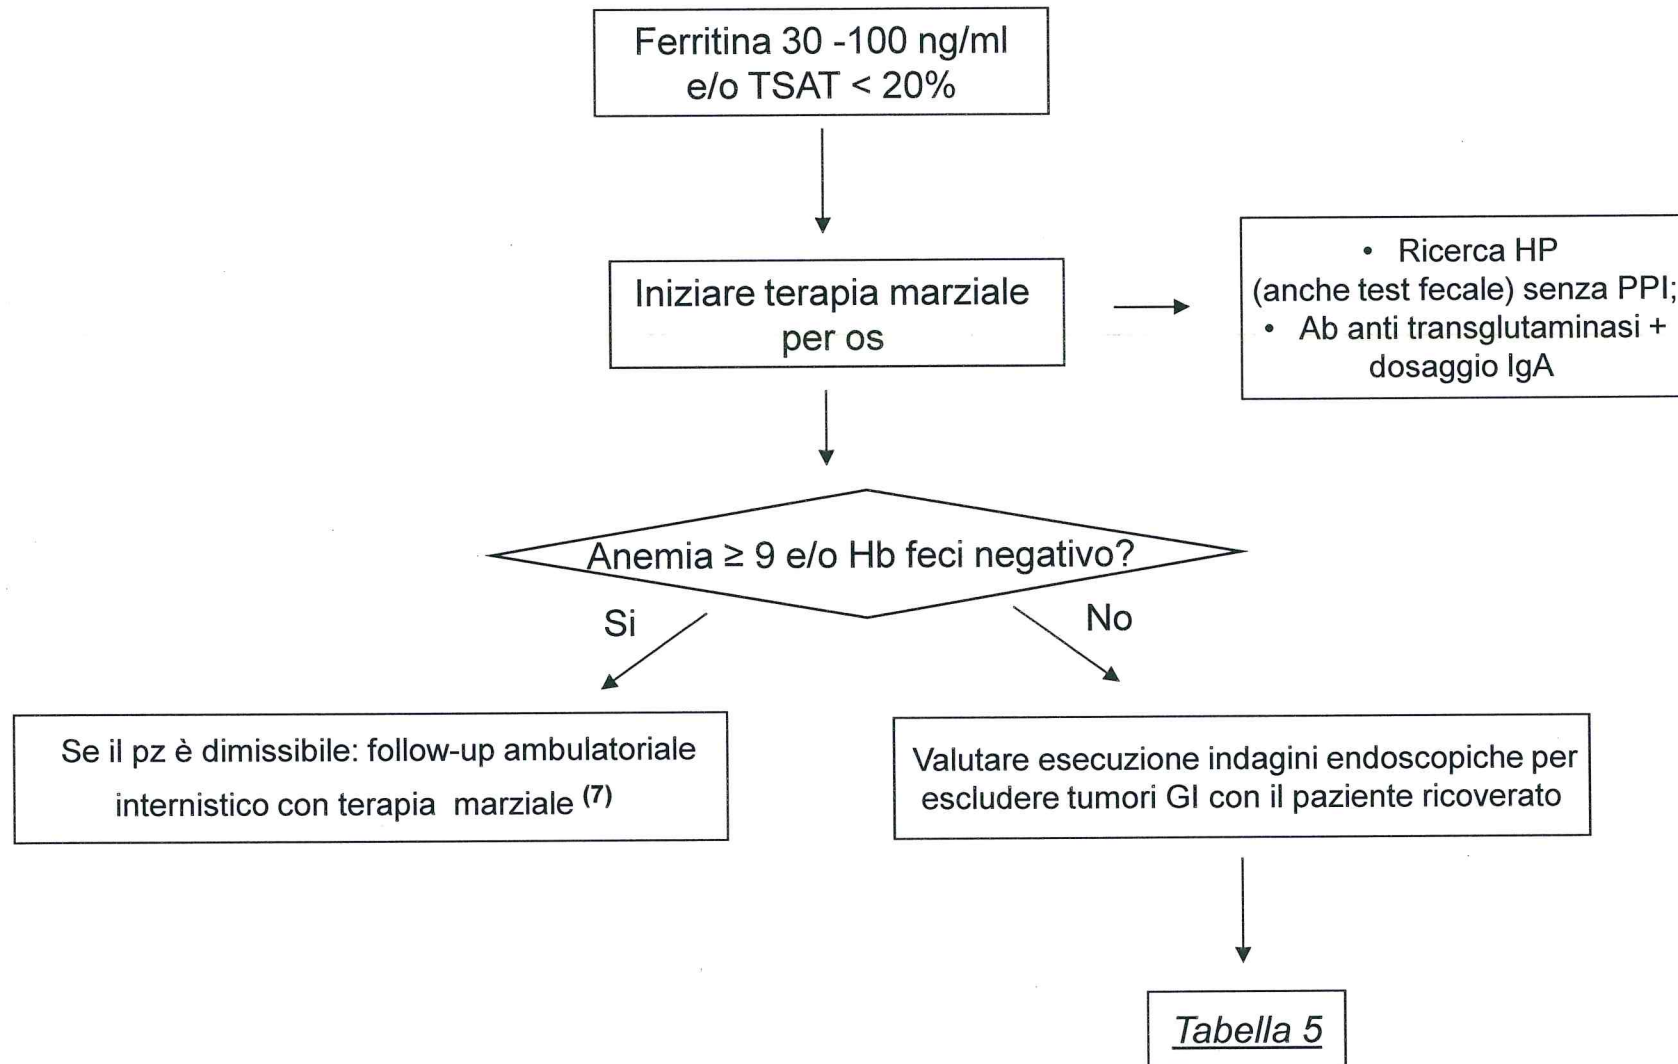 Ferritina 30 -100 ng/ml
e/o TSAT < 20%
Iniziare terapia marziale
per os
• Ricerca HP
(anche test fecale) senza PPI;
• Ab anti transglutaminasi +
dosaggio IgA
Anemia ≥ 9 e/o Hb feci negativo?
Si
No
Se il pz è dimissibile: follow-up ambulatoriale
internistico con terapia marziale (7)
Valutare esecuzione indagini endoscopiche per
escludere tumori GI con il paziente ricoverato
Tabella 5